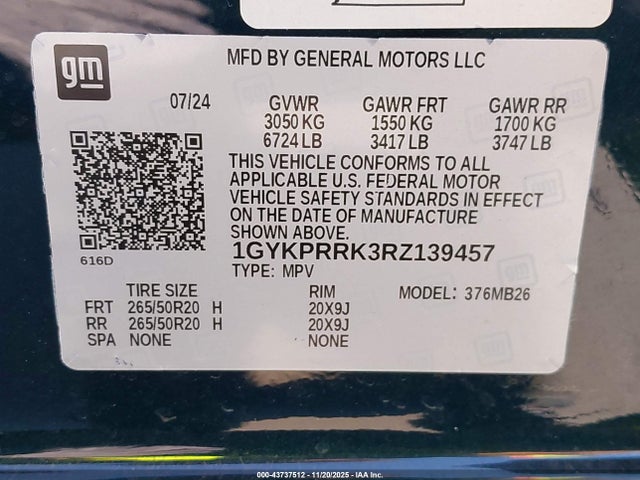 gm
MFD BY GENERAL MOTORS LLC
07/24 GVWR GAWR FRT GAWR RR
3050 KG 1550 KG 1700 KG
6724 LB 3417 LB 3747 LB
THIS VEHICLE CONFORMS TO ALL
APPLICABLE U.S. FEDERAL MOTOR
VEHICLE SAFETY STANDARDS IN EFFECT
ON THE DATE OF MANUFACTURE
SHOWN ABOVE.
1GYKPRRK3RZ139457
616D
TYPE: MPV
TIRE SIZE RIM MODEL: 376MB26
FRT 265/50R20 H 20X9J
RR 265/50R20 H 20X9J
SPA NONE NONE
000-43737512 - 11/20/2025 - IAA Inc.